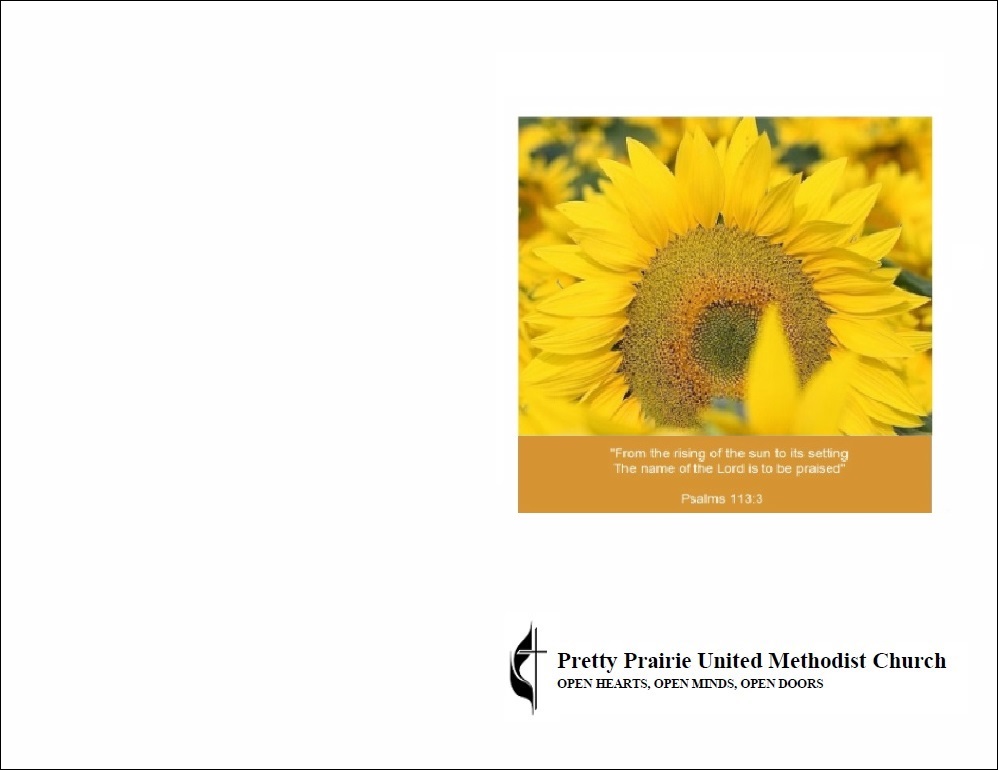 "From the rising of the sun to its setting
The name of the Lord is to be praised"
Psalms 113:3
Pretty Prairie United Methodist Church
OPEN HEARTS, OPEN MINDS, OPEN DOORS